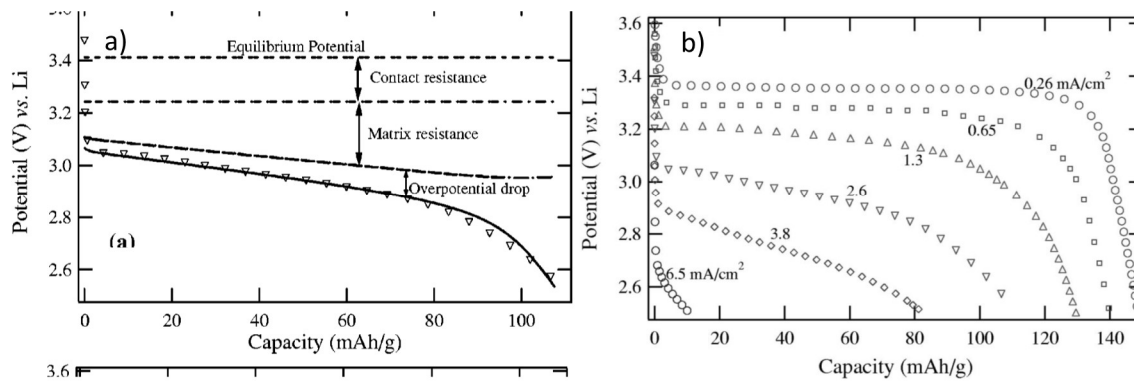 3.6
a)
Equilibrium Potential
3.4
Contact resistance
3.2
Matrix resistance
3.0
Overpotential drop
2.8
(a)
2.6
Potential (V) vs. Li
0 20 40 60 80 100
Capacity (mAh/g)
3.6
3.6
b)
3.4
0.26 mA/cm²
3.2
0.65
1.3
3.0
2.6
2.8
3.8
2.6
6.5 mA/cm²
Potential (V) vs. Li
0 20 40 60 80 100 120 140
Capacity (mAh/g)